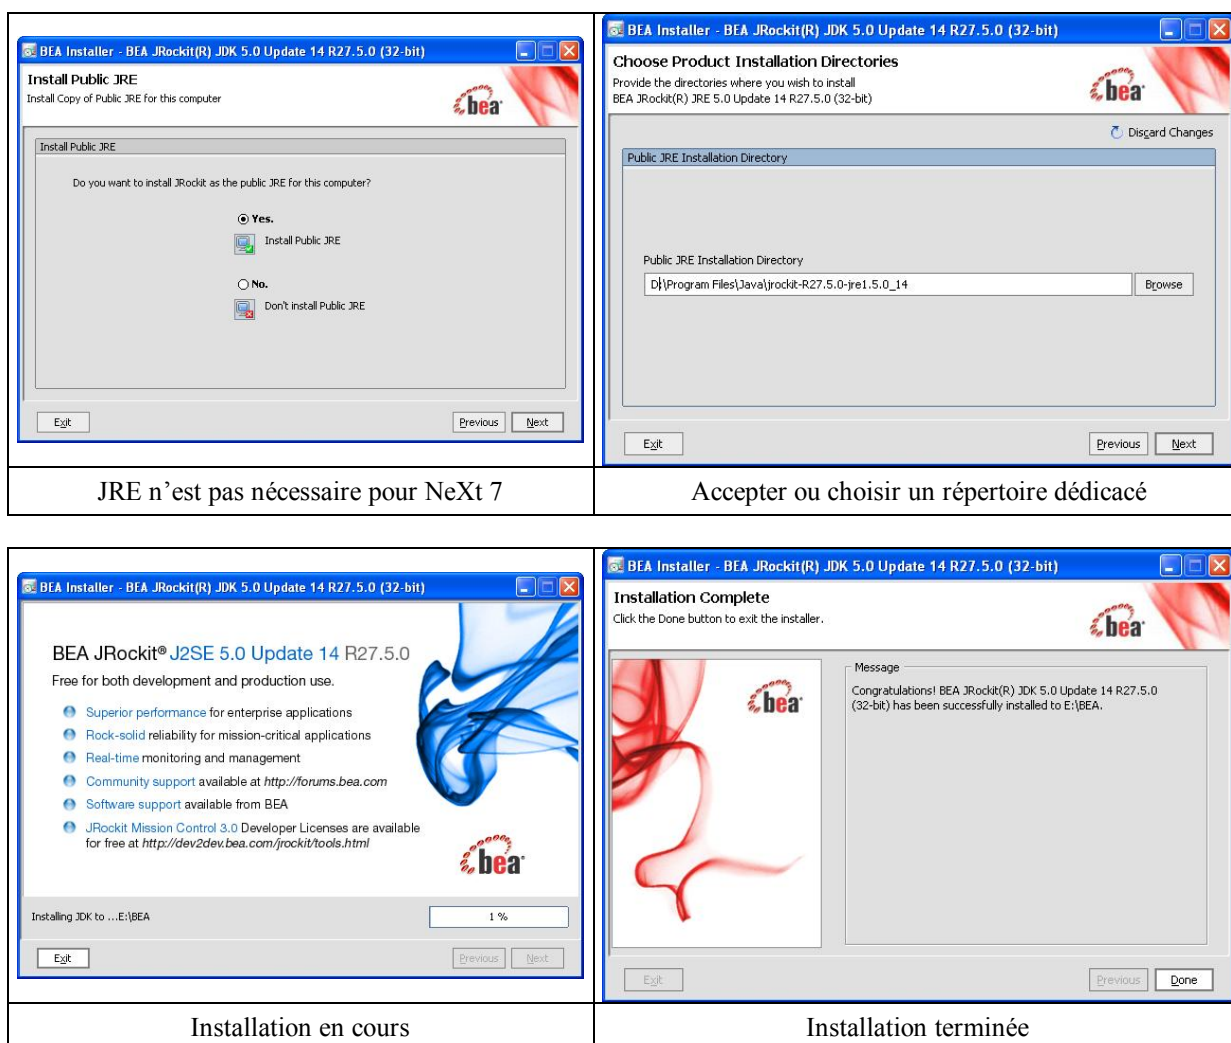 BEA Installer - BEA JRockit(R) JDK 5.0 Update 14 R27.5.0 (32-bit)
Install Public JRE
Install Copy of Public JRE for this computer
bea
Install Public JRE
Do you want to install JRockit as the public JRE for this computer?
Yes.
Install Public JRE
No.
Don't install Public JRE
Exit
Previous
Next
BEA Installer - BEA JRockit(R) JDK 5.0 Update 14 R27.5.0 (32-bit)
Choose Product Installation Directories
Provide the directories where you wish to install
BEA JRockit(R) JRE 5.0 Update 14 R27.5.0 (32-bit)
bea
Discard Changes
Public JRE Installation Directory
Public JRE Installation Directory
D:\Program Files\Java\jrockit-R27.5.0-jre1.5.0_14
Browse
Exit
Previous
Next
JRE n'est pas nécessaire pour NeXt 7
Accepter ou choisir un répertoire dédicacé
BEA Installer - BEA JRockit(R) JDK 5.0 Update 14 R27.5.0 (32-bit)
BEA JRockit® J2SE 5.0 Update 14 R27.5.0
Free for both development and production use.
Superior performance for enterprise applications
Rock-solid reliability for mission-critical applications
Real-time monitoring and management
Community support available at http://forums.bea.com
Software support available from BEA
JRockit Mission Control 3.0 Developer Licenses are available
for free at http://dev2dev.bea.com/jrockit/tools.html
bea
Installing JDK to ...E:\BEA
1 %
Exit
Previous
Next
BEA Installer - BEA JRockit(R) JDK 5.0 Update 14 R27.5.0 (32-bit)
Installation Complete
Click the Done button to exit the installer.
bea
bea
Message
Congratulations! BEA JRockit(R) JDK 5.0 Update 14 R27.5.0
(32-bit) has been successfully installed to E:\BEA.
Exit
Previous
Done
Installation en cours
Installation terminée